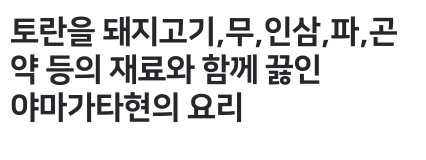 토란을 돼지고기,무,인삼,파,곤
약 등의 재료와 함께 끓인
야마가타현의 요리